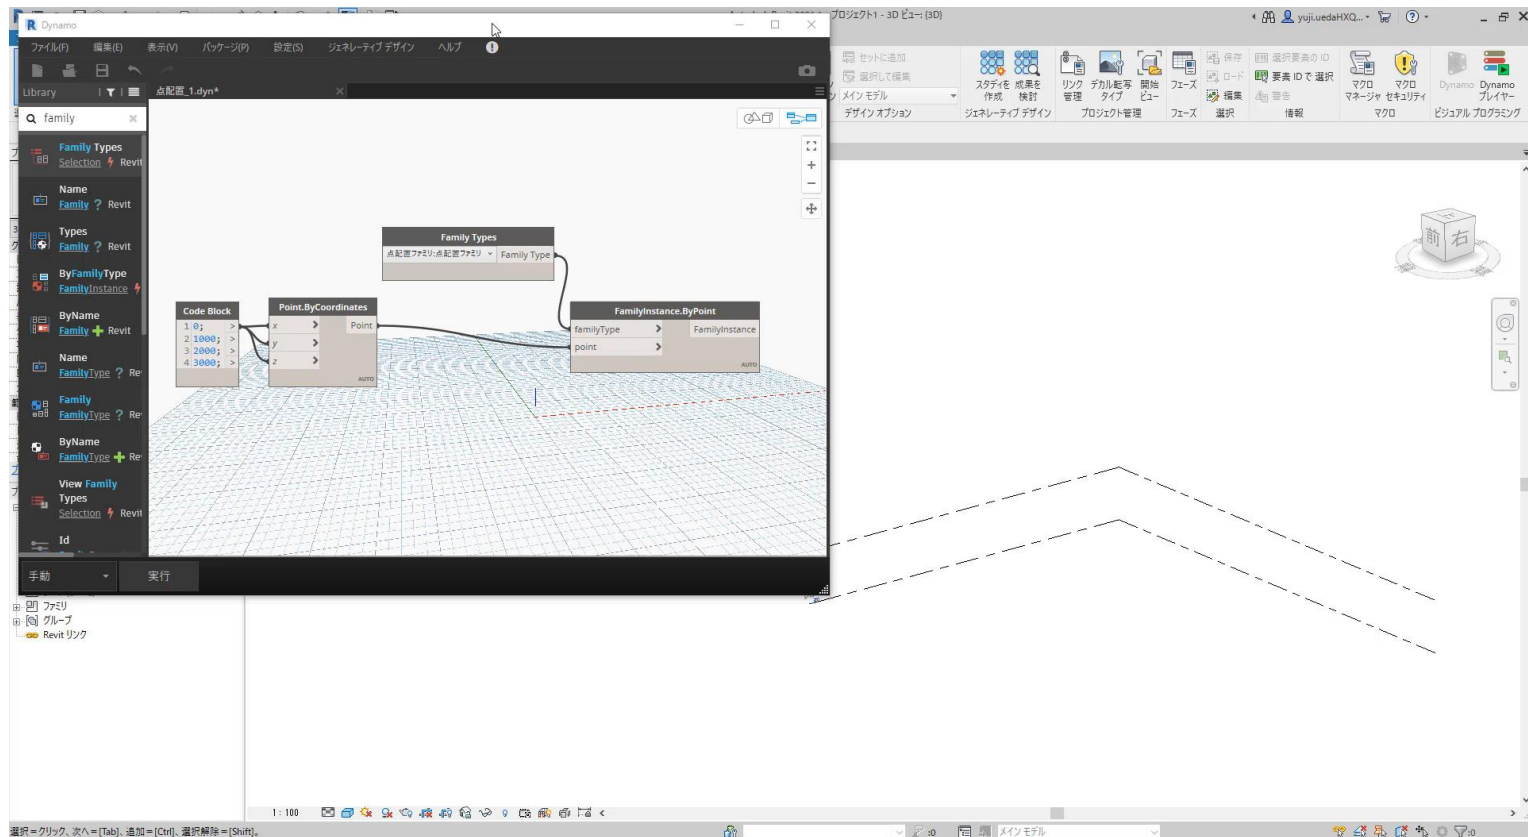 Dynamo
プロジェクト1 - 3D ビュー: {3D}
yuji.uedaHXQ...
ファイル(F) 編集(E) 表示(V) パッケージ(P) 設定(S) ジェネレーティブ デザイン ヘルプ
Library
点配置_1.dyn*
family
Family Types
Selection Revit
Name
Family ? Revit
Types
Family ? Revit
ByFamilyType
FamilyInstance
ByName
Family Revit
Name
FamilyType ? Re
Family
FamilyType ? Re
ByName
FamilyType Re
View Family
Types
Selection Revit
Id
Family Types
点配置ファミリ:点配置ファミリ Family Type
Code Block
1 0; >
2 1000; >
3 2000; >
4 3000; >
Point.ByCoordinates
x > Point
y >
z >
AUTO
FamilyInstance.ByPoint
familyType > FamilyInstance
point >
AUTO
手動 実行
セットに追加
選択して編集
メイン モデル
デザイン オプション
スタディを
作成
成果を
検討
ジェネレーティブ デザイン
リンク
管理
デカル転写
タイプ
開始
ビュー
プロジェクト管理
フェーズ
フェーズ
保存
ロード
編集
選択
選択要素の ID
要素 ID で 選択
警告
情報
マクロ
マネージャ
マクロ
セキュリティ
マクロ
Dynamo
Dynamo
プレイヤー
ビジュアル プログラミング
前
右
ファミリ
グループ
Revit リンク
1 : 100
選択=クリック、次へ=[Tab]、追加=[Ctrl]、選択解除=[Shift]。
:0
メイン モデル
:0